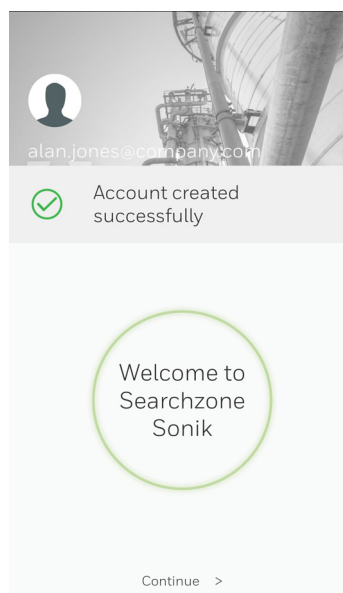 alan.jones@company.com
Account created
successfully
Welcome to
Searchzone
Sonik
Continue >